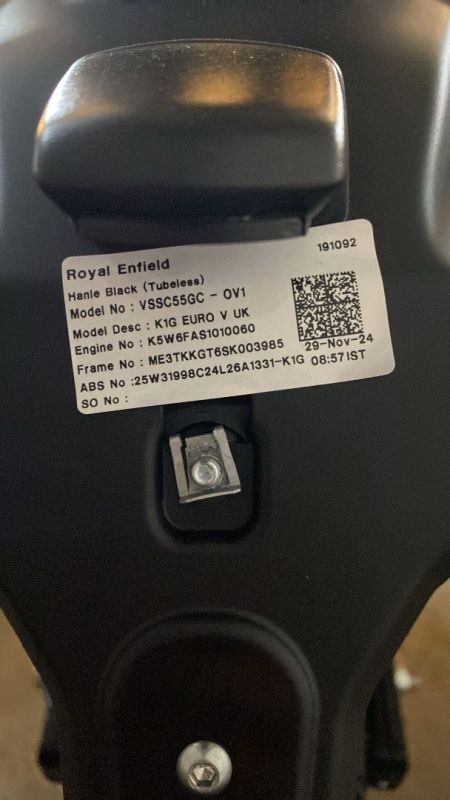 Royal Enfield
191092
Hanle Black (Tubeless)
Model No : VSSC55GC - 0V1
Model Desc : K1G EURO V UK
Engine No : K5W6FAS1010060
Frame No : ME3TKKGT6SK003985
29-Nov-24
ABS No :25W31998C24L26A1331-K1G
08:57IST
SO No :